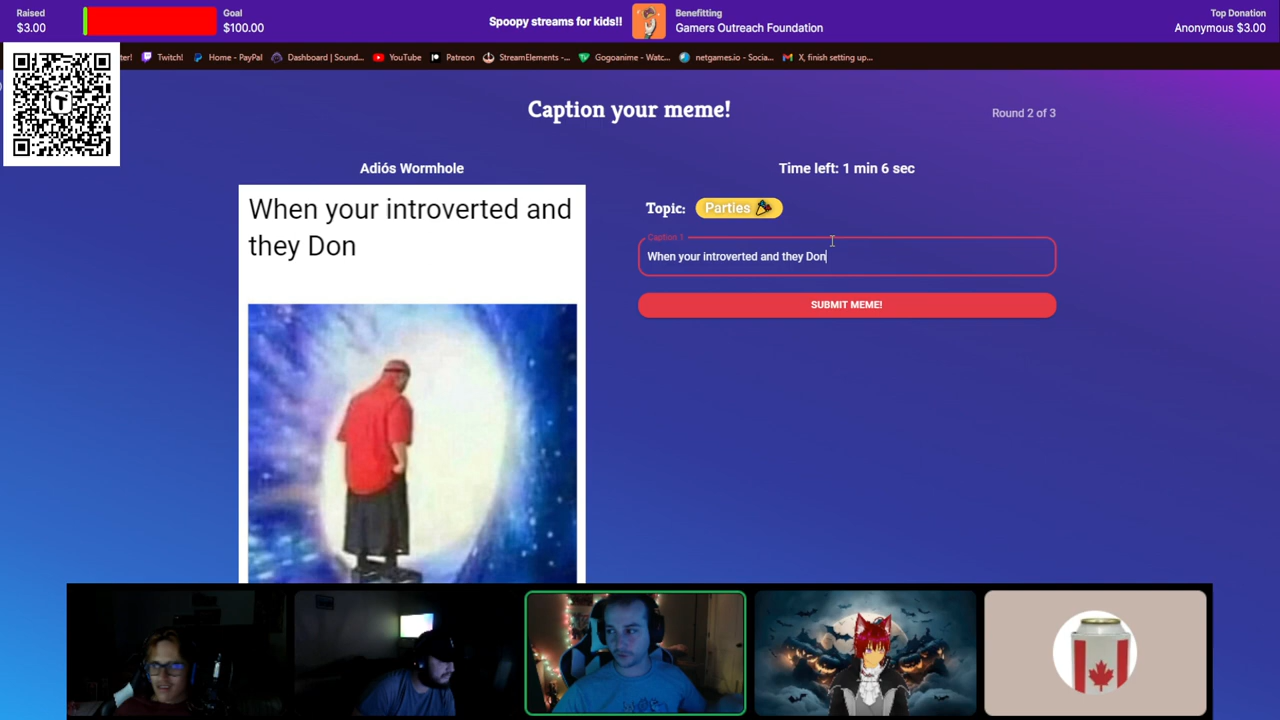 Raised
$3.00
Goal
$100.00
Spoopy streams for kids!!
Benefitting
Gamers Outreach Foundation
Top Donation
Anonymous $3.00
ter!
Twitch!
Home - PayPal
Dashboard | Sound...
YouTube
Patreon
StreamElements -...
Gogoanime - Watc...
netgames.io - Socia...
X, finish setting up...
Caption your meme!
Round 2 of 3
Adiós Wormhole
Time left: 1 min 6 sec
When your introverted and
they Don
Topic:
Parties
Caption 1
When your introverted and they Don
SUBMIT MEME!